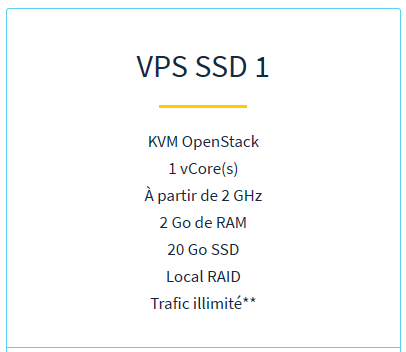 VPS SSD 1
KVM OpenStack
1 vCore(s)
À partir de 2 GHz
2 Go de RAM
20 Go SSD
Local RAID
Trafic illimité**